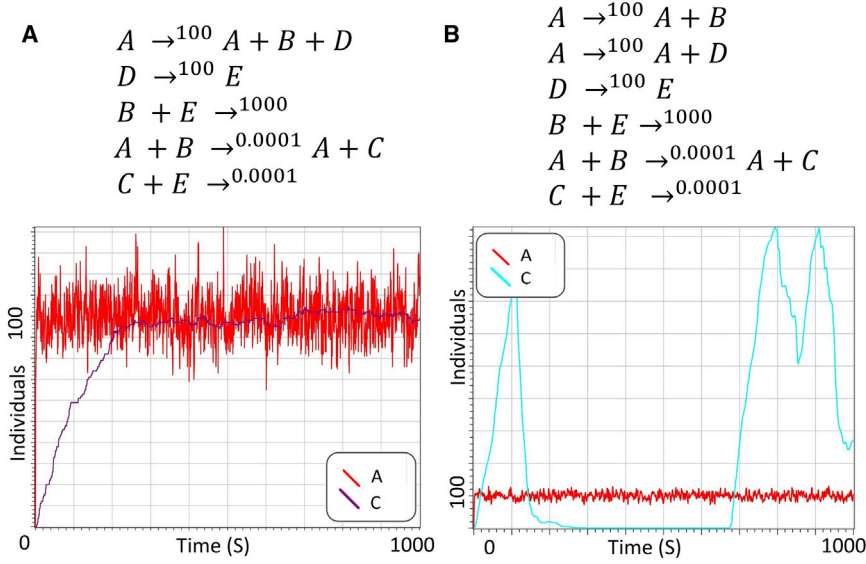 A
A →¹⁰⁰ A + B + D
D →¹⁰⁰ E
B + E →¹⁰⁰⁰
A + B →⁰·⁰⁰⁰¹ A + C
C + E →⁰·⁰⁰⁰¹
Individuals
100
A
C
0
Time (S)
1000
B
A →¹⁰⁰ A + B
A →¹⁰⁰ A + D
D →¹⁰⁰ E
B + E →¹⁰⁰⁰
A + B →⁰·⁰⁰⁰¹ A + C
C + E →⁰·⁰⁰⁰¹
A
C
Individuals
100
0
Time (S)
1000